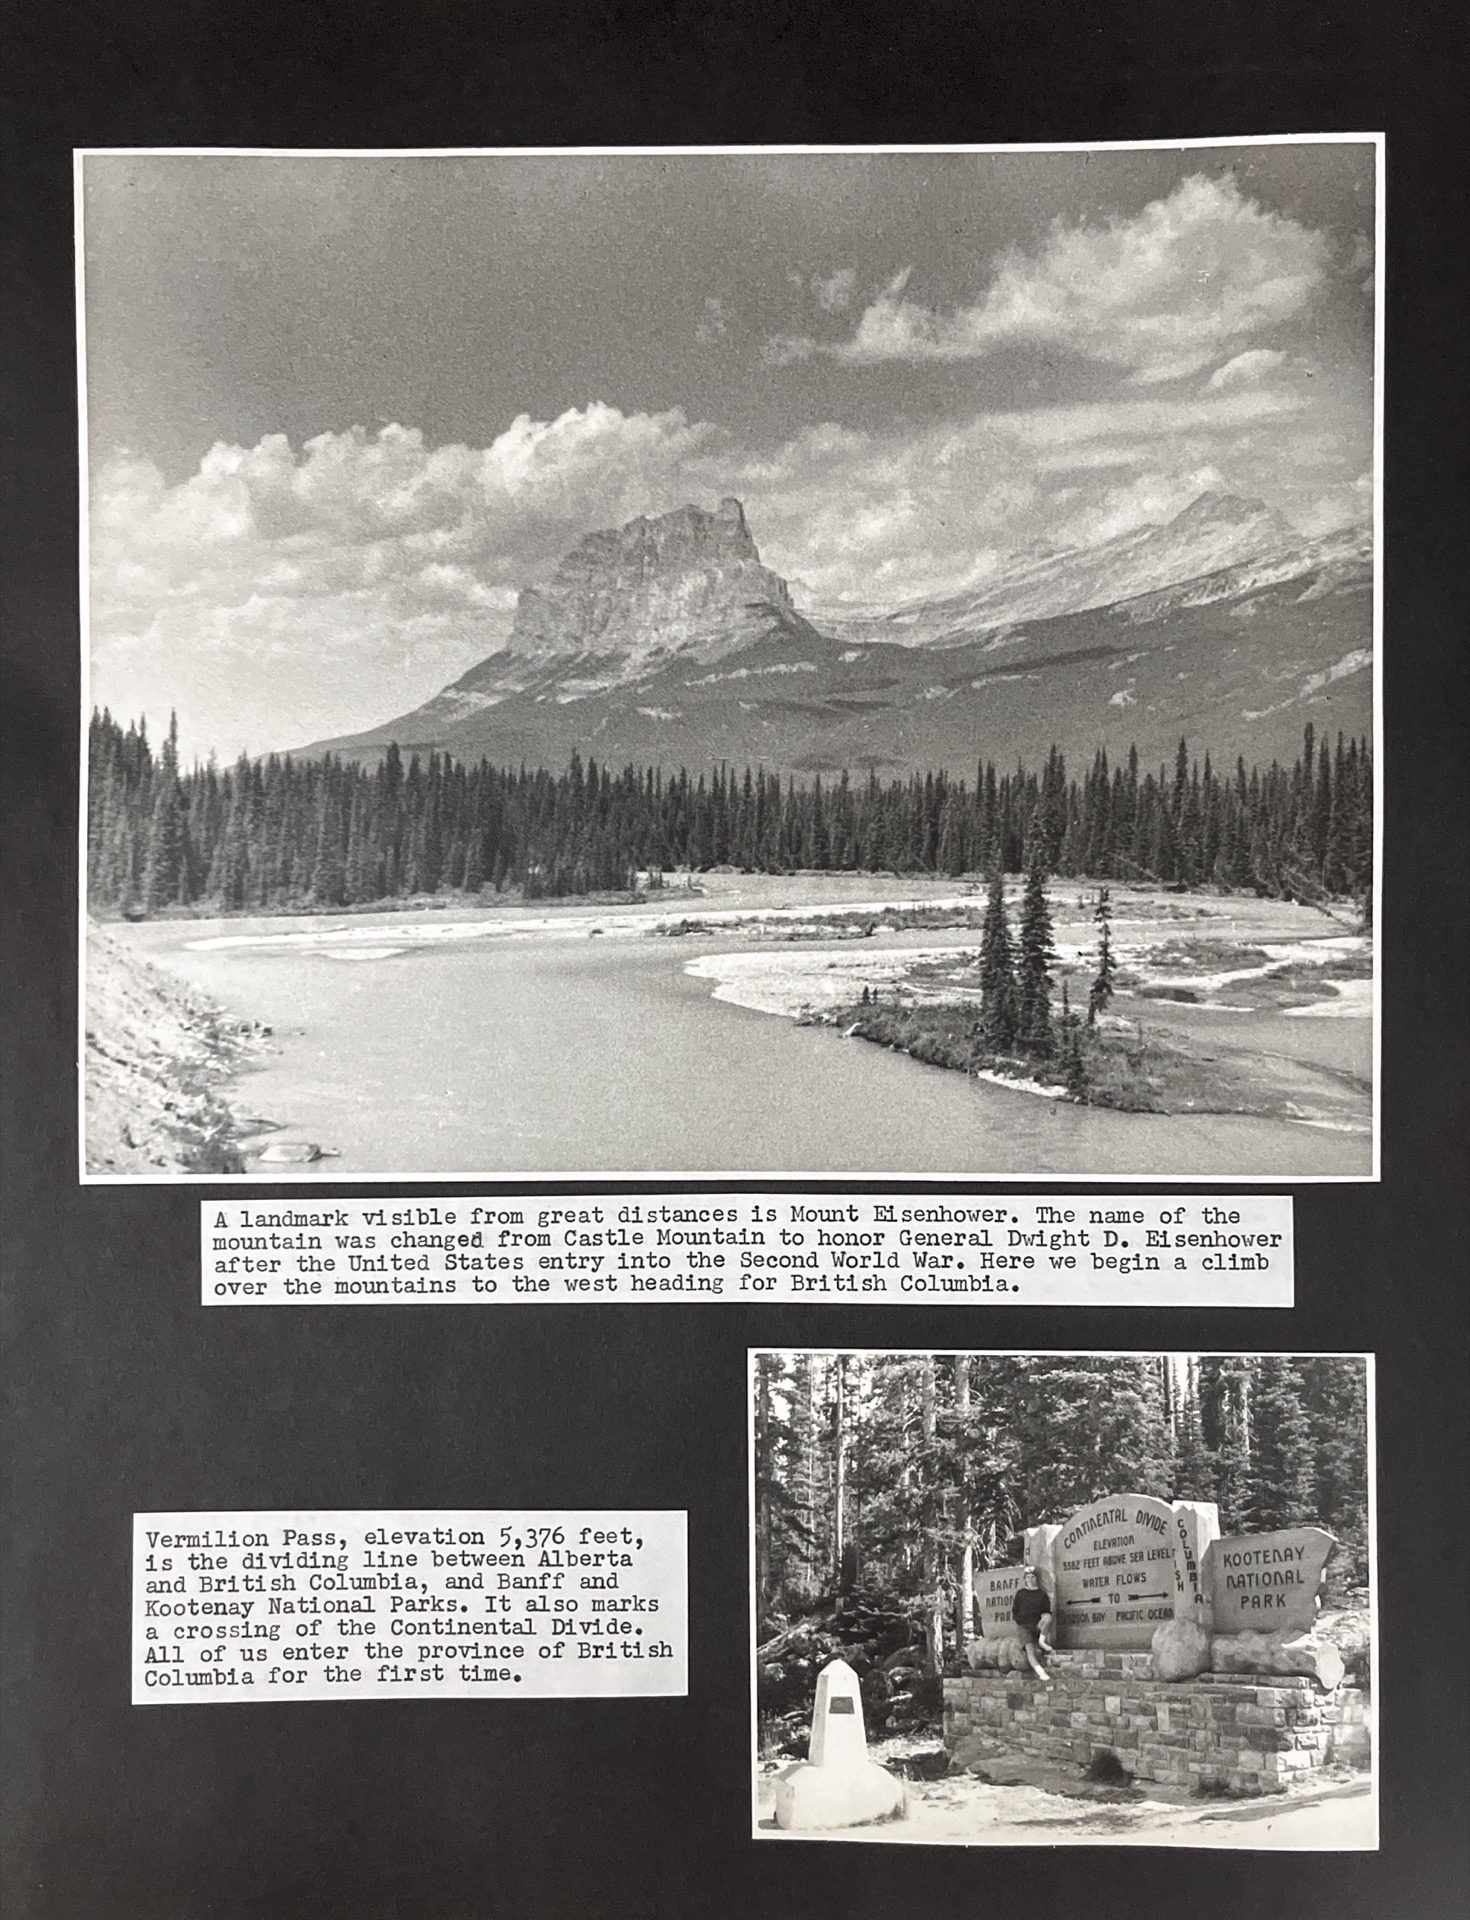 A landmark visible from great distances is Mount Eisenhower. The name of the
mountain was changed from Castle Mountain to honor General Dwight D. Eisenhower
after the United States entry into the Second World War. Here we begin a climb
over the mountains to the west heading for British Columbia.
Vermilion Pass, elevation 5,376 feet,
is the dividing line between Alberta
and British Columbia, and Banff and
Kootenay National Parks. It also marks
a crossing of the Continental Divide.
All of us enter the province of British
Columbia for the first time.
BANFF
NATION
PAR
CONTINENTAL DIVIDE
ELEVATION
5382 FEET ABOVE SEA LEVEL
WATER FLOWS
TO
BAY PACIFIC OCEAN
COLUMBIA
KOOTENAY
NATIONAL
PARK